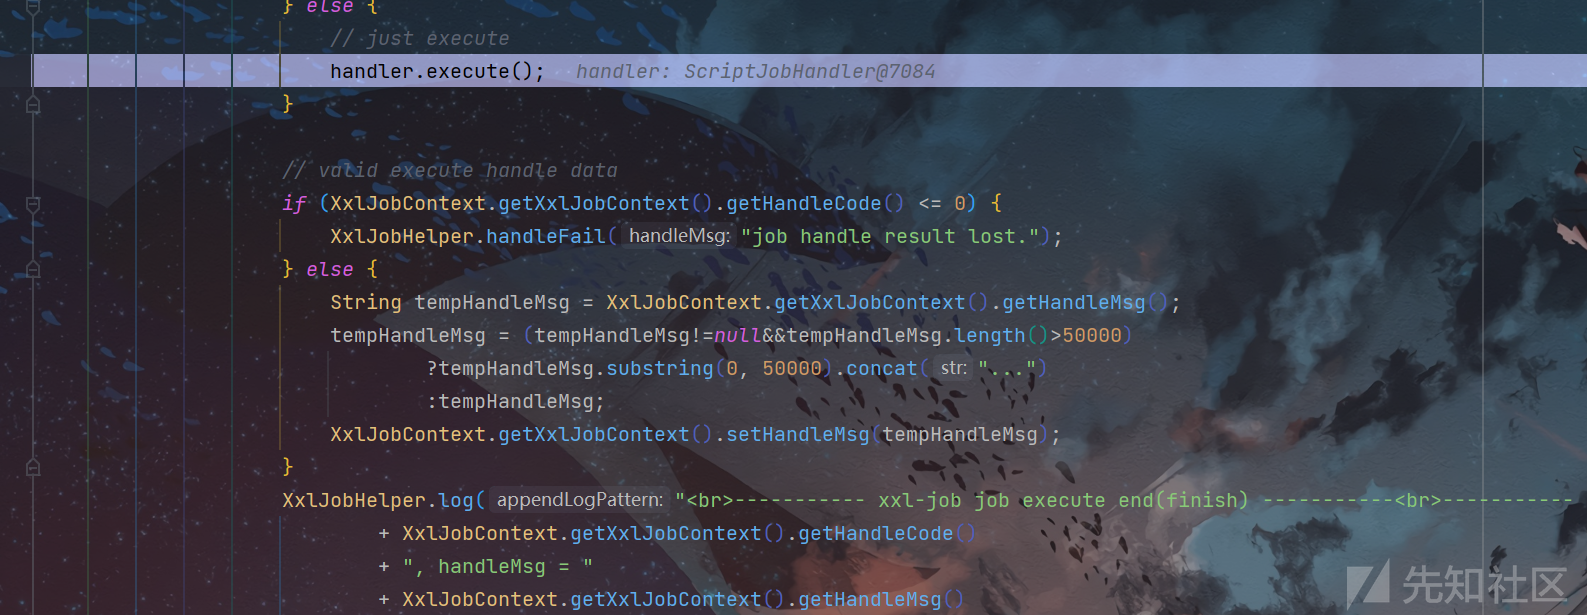 } else {
// just execute
handler.execute(); handler: ScriptJobHandler@7084
}
// valid execute handle data
if (XxlJobContext.getXxlJobContext().getHandleCode() <= 0) {
XxlJobHelper.handleFail( handleMsg: "job handle result lost.");
} else {
String tempHandleMsg = XxlJobContext.getXxlJobContext().getHandleMsg();
tempHandleMsg = (tempHandleMsg!=null&&tempHandleMsg.length()>50000)
?tempHandleMsg.substring(0, 50000).concat( str: "...")
:tempHandleMsg;
XxlJobContext.getXxlJobContext().setHandleMsg(tempHandleMsg);
}
XxlJobHelper.log( appendLogPattern: "<br>----------- xxl-job job execute end(finish) -----------<br>-----------
+ XxlJobContext.getXxlJobContext().getHandleCode()
+ ", handleMsg = "
+ XxlJobContext.getXxlJobContext().getHandleMsg()
先知社区